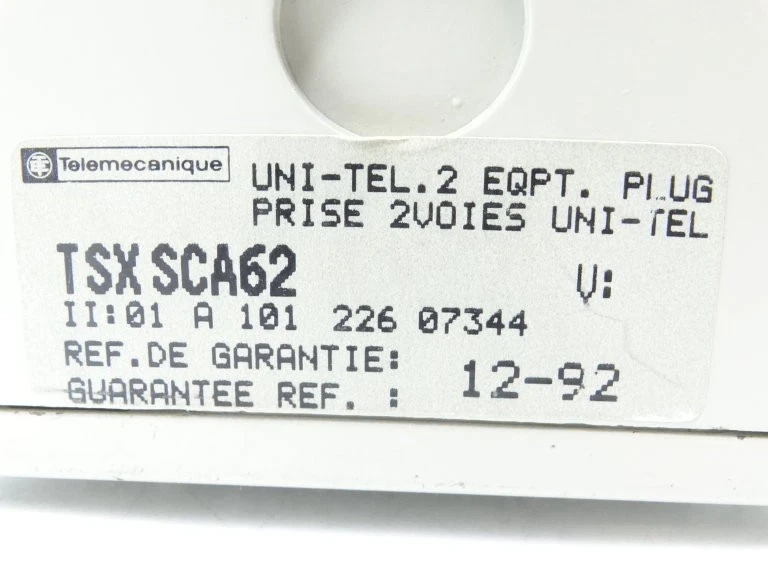 TE Telemecanique
UNI-TEL.2 EQPT. PLUG
PRISE 2VOIES UNI-TEL
TSX SCA62 V:
II:01 A 101 226 07344
REF.DE GARANTIE:
GUARANTEE REF. : 12-92